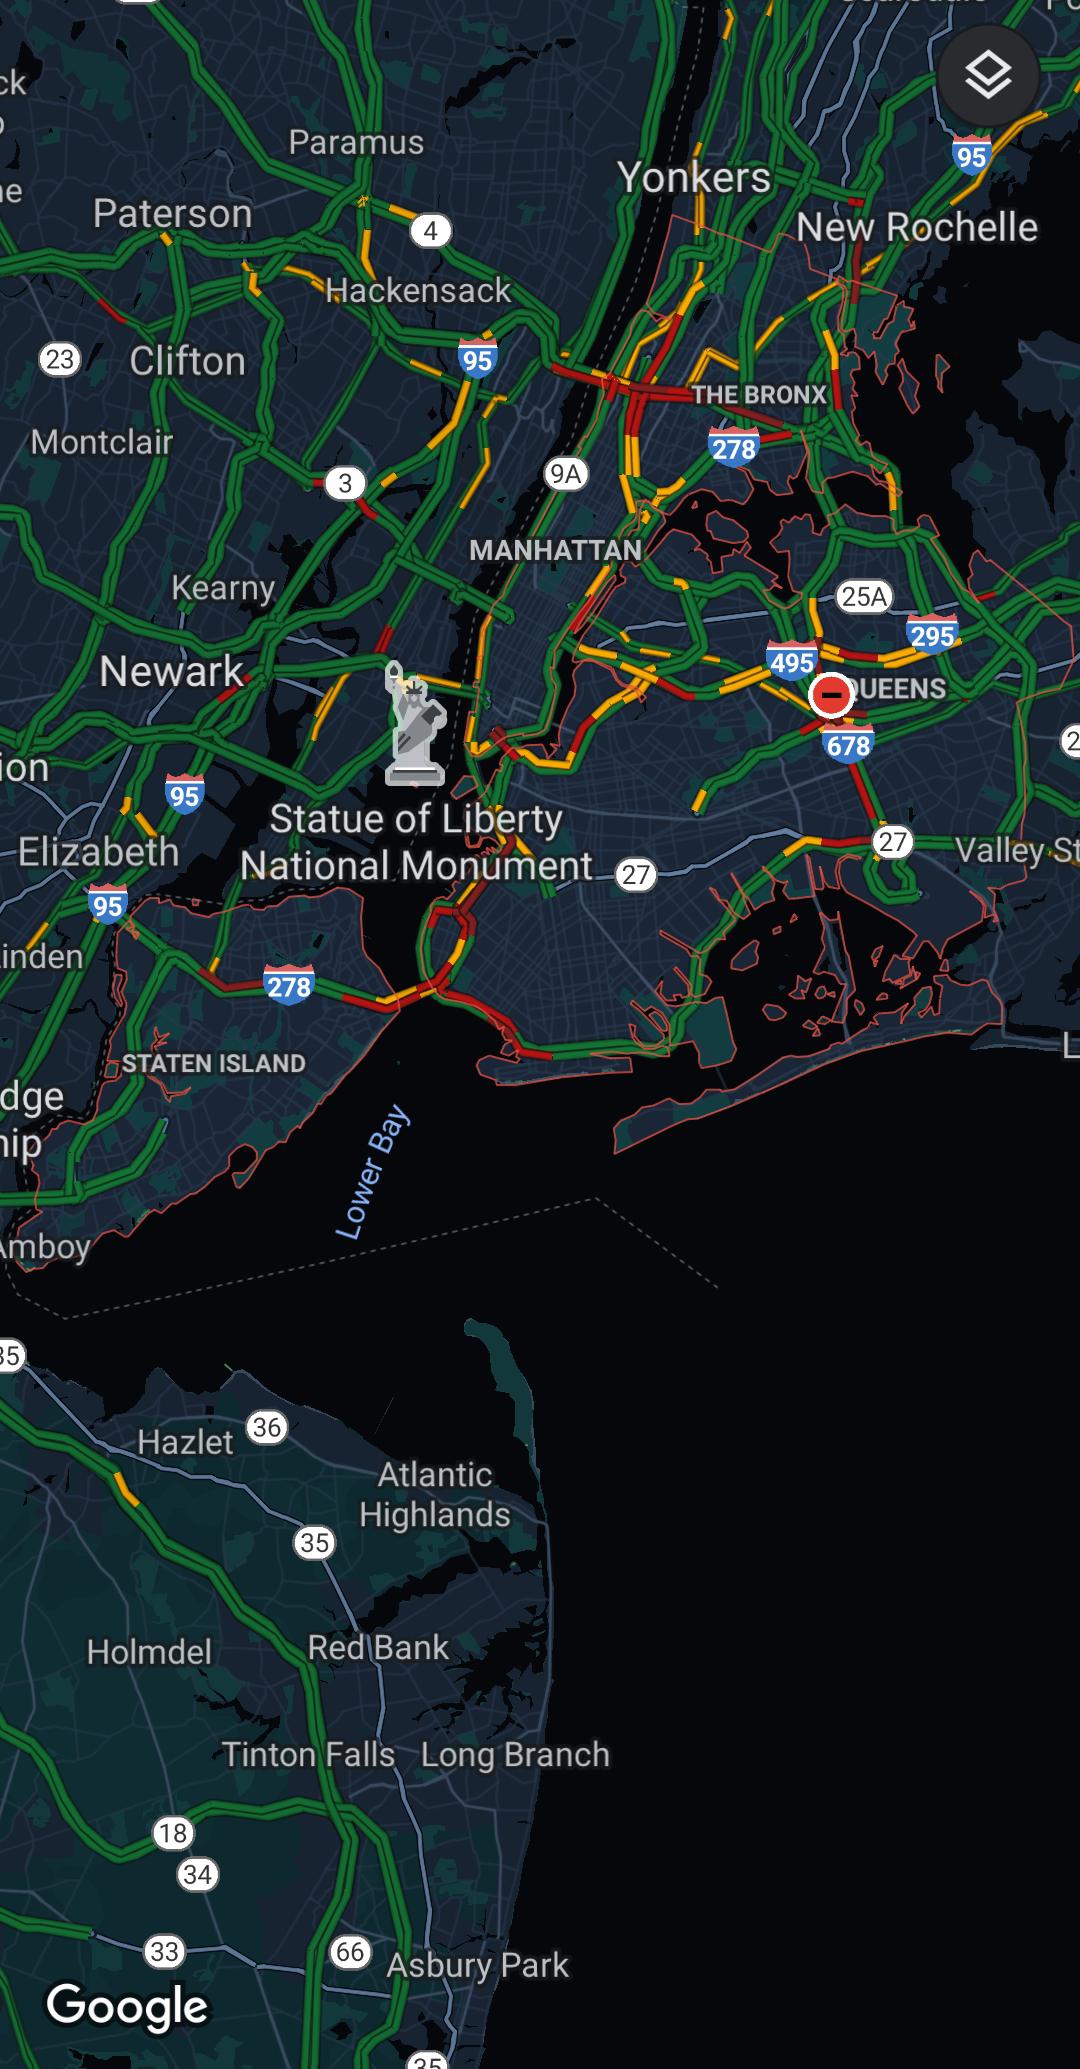 ck
Paramus
Yonkers
95
Paterson
4
New Rochelle
Hackensack
23
Clifton
95
THE BRONX
Montclair
278
3
9A
MANHATTAN
Kearny
25A
295
Newark
495
QUEENS
678
ion
95
Statue of Liberty
National Monument
Elizabeth
27
Valley St
27
95
Linden
278
STATEN ISLAND
dge
hip
Lower Bay
Amboy
35
36
Hazlet
Atlantic
Highlands
35
Holmdel
Red Bank
Tinton Falls
Long Branch
18
34
33
66
Asbury Park
Google
35